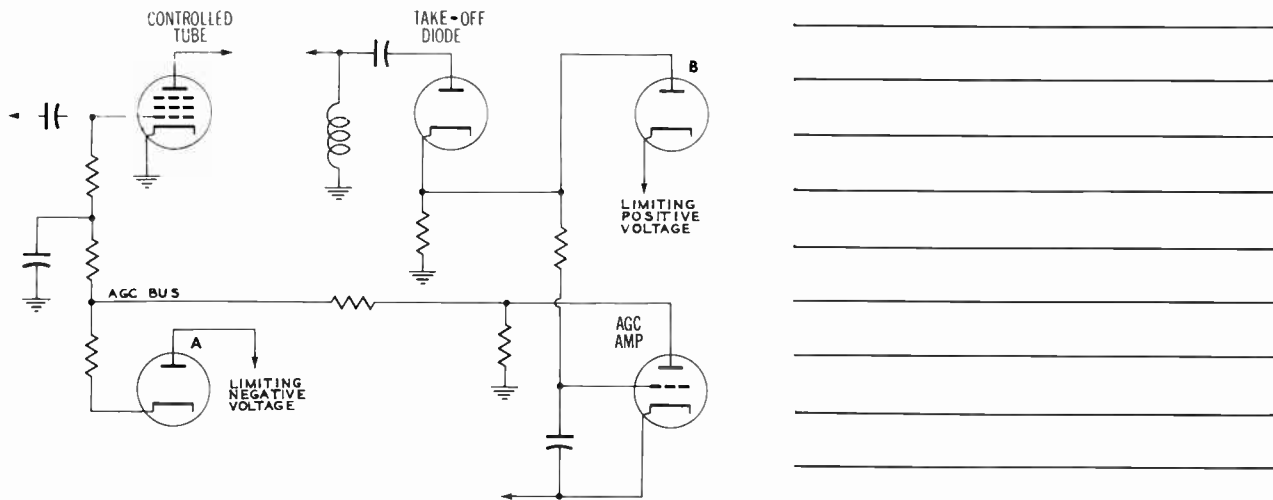 CONTROLLED
TUBE
TAKE-OFF
DIODE
B
LIMITING
POSITIVE
VOLTAGE
AGC BUS
A
LIMITING
NEGATIVE
VOLTAGE
AGC
AMP